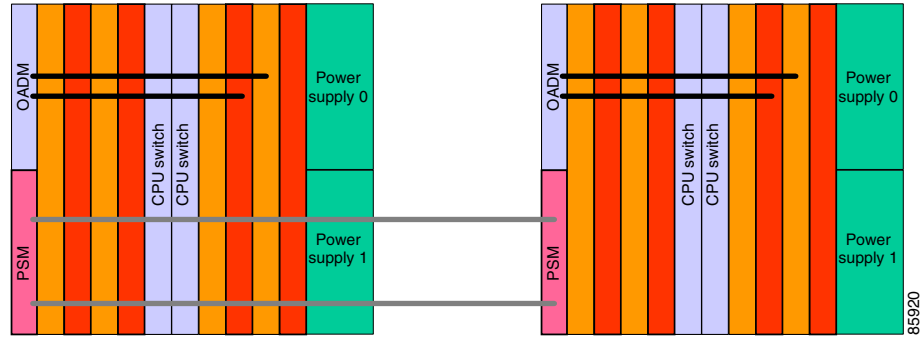 OADM
CPU switch
CPU switch
Power
supply 0
PSM
Power
supply 1
OADM
CPU switch
CPU switch
Power
supply 0
PSM
Power
supply 1
85920